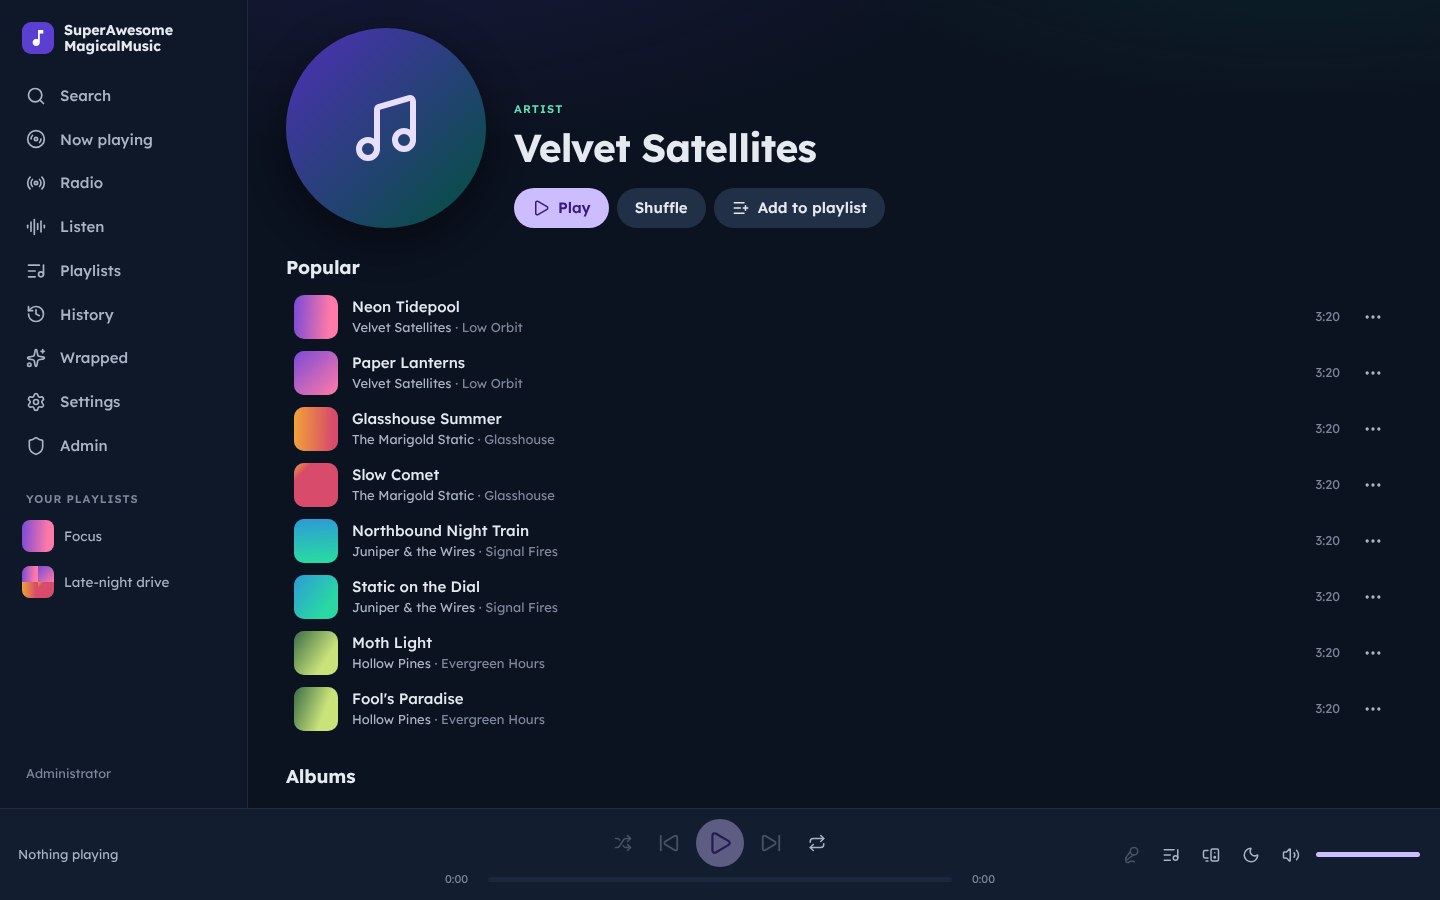 SuperAwesome
MagicalMusic
Search
Now playing
Radio
Listen
Playlists
History
Wrapped
Settings
Admin
YOUR PLAYLISTS
Focus
Late-night drive
Administrator
ARTIST
Velvet Satellites
Play
Shuffle
Add to playlist
Popular
Neon Tidepool
Velvet Satellites · Low Orbit
3:20
Paper Lanterns
Velvet Satellites · Low Orbit
3:20
Glasshouse Summer
The Marigold Static · Glasshouse
3:20
Slow Comet
The Marigold Static · Glasshouse
3:20
Northbound Night Train
Juniper & the Wires · Signal Fires
3:20
Static on the Dial
Juniper & the Wires · Signal Fires
3:20
Moth Light
Hollow Pines · Evergreen Hours
3:20
Fool's Paradise
Hollow Pines · Evergreen Hours
3:20
Albums
Nothing playing
0:00
0:00